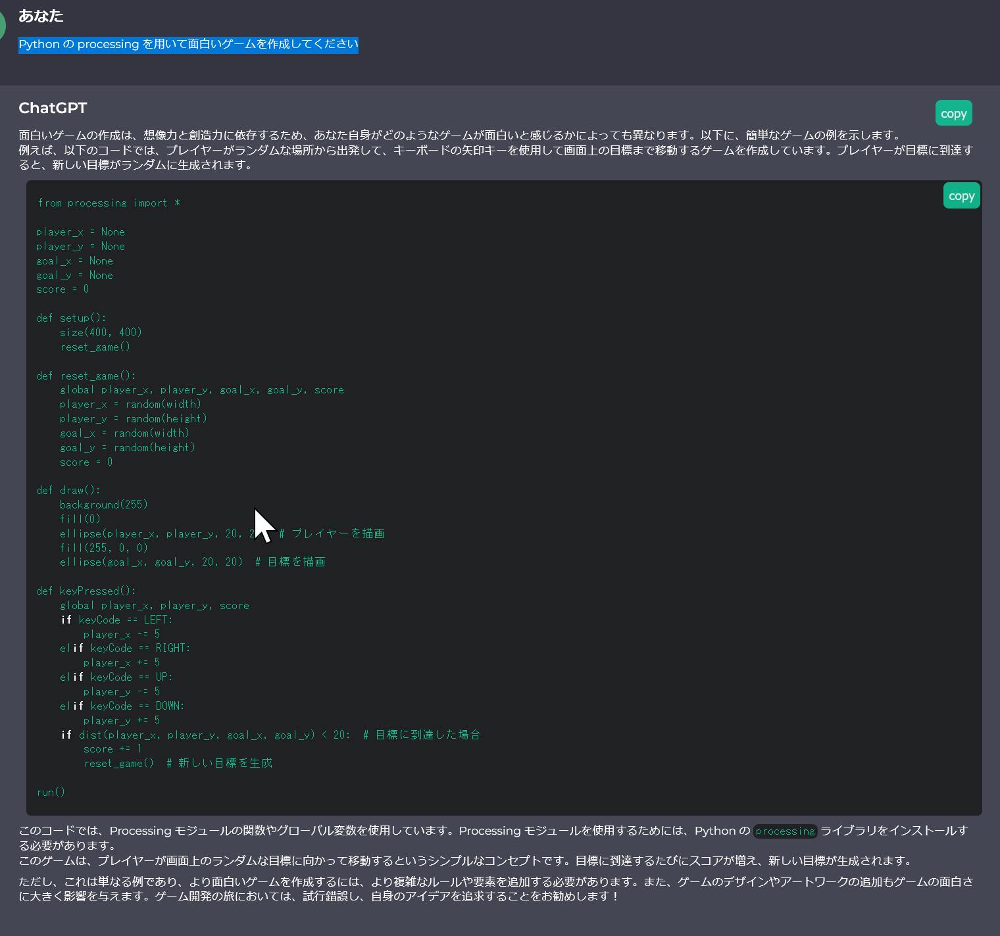 あなた
Python の processing を用いて面白いゲームを作成してください
ChatGPT
copy
面白いゲームの作成は、想像力と創造力に依存するため、あなた自身がどのようなゲームが面白いと感じるかによっても異なります。以下に、簡単なゲームの例を示します。
例えば、以下のコードでは、プレイヤーがランダムな場所から出発して、キーボードの矢印キーを使用して画面上の目標まで移動するゲームを作成しています。プレイヤーが目標に到達す
ると、新しい目標がランダムに生成されます。
copy
from processing import *
player_x = None
player_y = None
goal_x = None
goal_y = None
score = 0
def setup():
    size(400, 400)
    reset_game()
def reset_game():
    global player_x, player_y, goal_x, goal_y, score
    player_x = random(width)
    player_y = random(height)
    goal_x = random(width)
    goal_y = random(height)
    score = 0
def draw():
    background(255)
    fill(0)
    ellipse(player_x, player_y, 20, 2 # プレイヤーを描画
    fill(255, 0, 0)
    ellipse(goal_x, goal_y, 20, 20)  # 目標を描画
def keyPressed():
    global player_x, player_y, score
    if keyCode == LEFT:
        player_x -= 5
    elif keyCode == RIGHT:
        player_x += 5
    elif keyCode == UP:
        player_y -= 5
    elif keyCode == DOWN:
        player_y += 5
    if dist(player_x, player_y, goal_x, goal_y) < 20:  # 目標に到達した場合
        score += 1
        reset_game()  # 新しい目標を生成
run()
このコードでは、Processing モジュールの関数やグローバル変数を使用しています。Processing モジュールを使用するためには、Python の processing ライブラリをインストールす
る必要があります。
このゲームは、プレイヤーが画面上のランダムな目標に向かって移動するというシンプルなコンセプトです。目標に到達するたびにスコアが増え、新しい目標が生成されます。
ただし、これは単なる例であり、より面白いゲームを作成するには、より複雑なルールや要素を追加する必要があります。また、ゲームのデザインやアートワークの追加もゲームの面白さ
に大きく影響を与えます。ゲーム開発の旅においては、試行錯誤し、自身のアイデアを追求することをお勧めします！